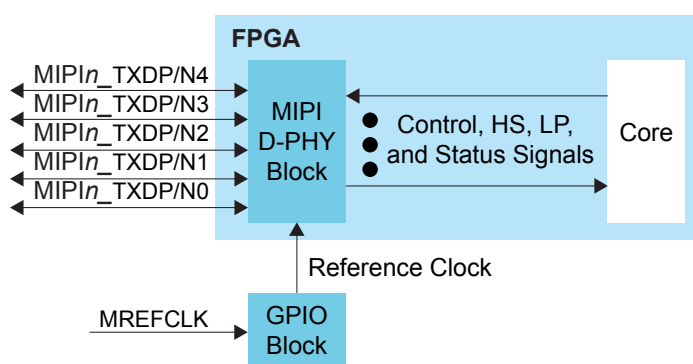 FPGA
MIPIn_TXDP/N4
MIPIn_TXDP/N3
MIPIn_TXDP/N2
MIPIn_TXDP/N1
MIPIn_TXDP/N0
MIPI
D-PHY
Block
Control, HS, LP,
and Status Signals
Core
Reference Clock
MREFCLK
GPIO
Block